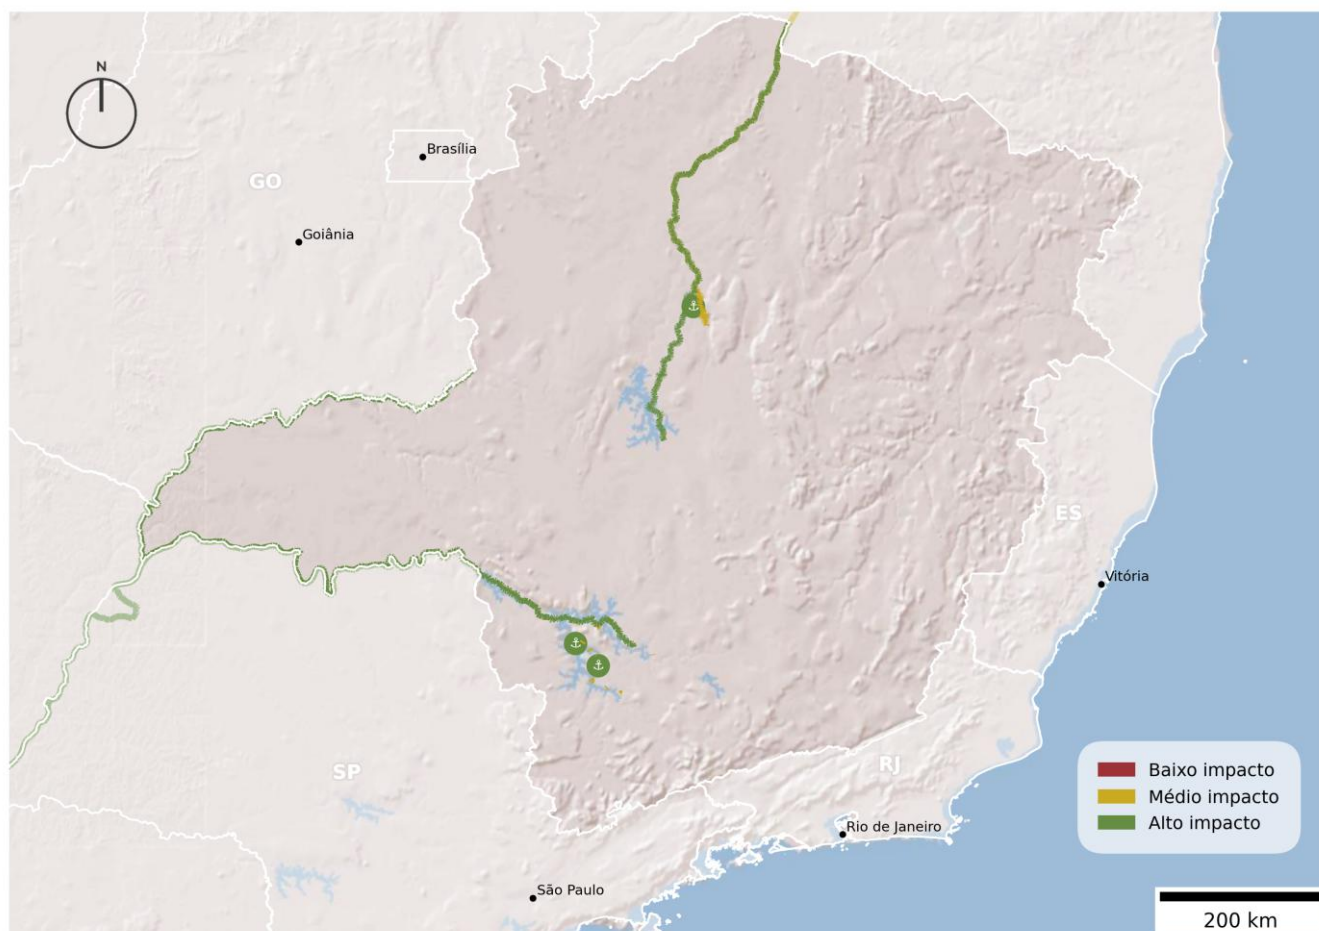 N
Brasília
GO
Goiânia
ES
Vitória
Baixo impacto
RJ
SP
Médio impacto
Alto impacto
Rio de Janeiro
São Paulo
200 km